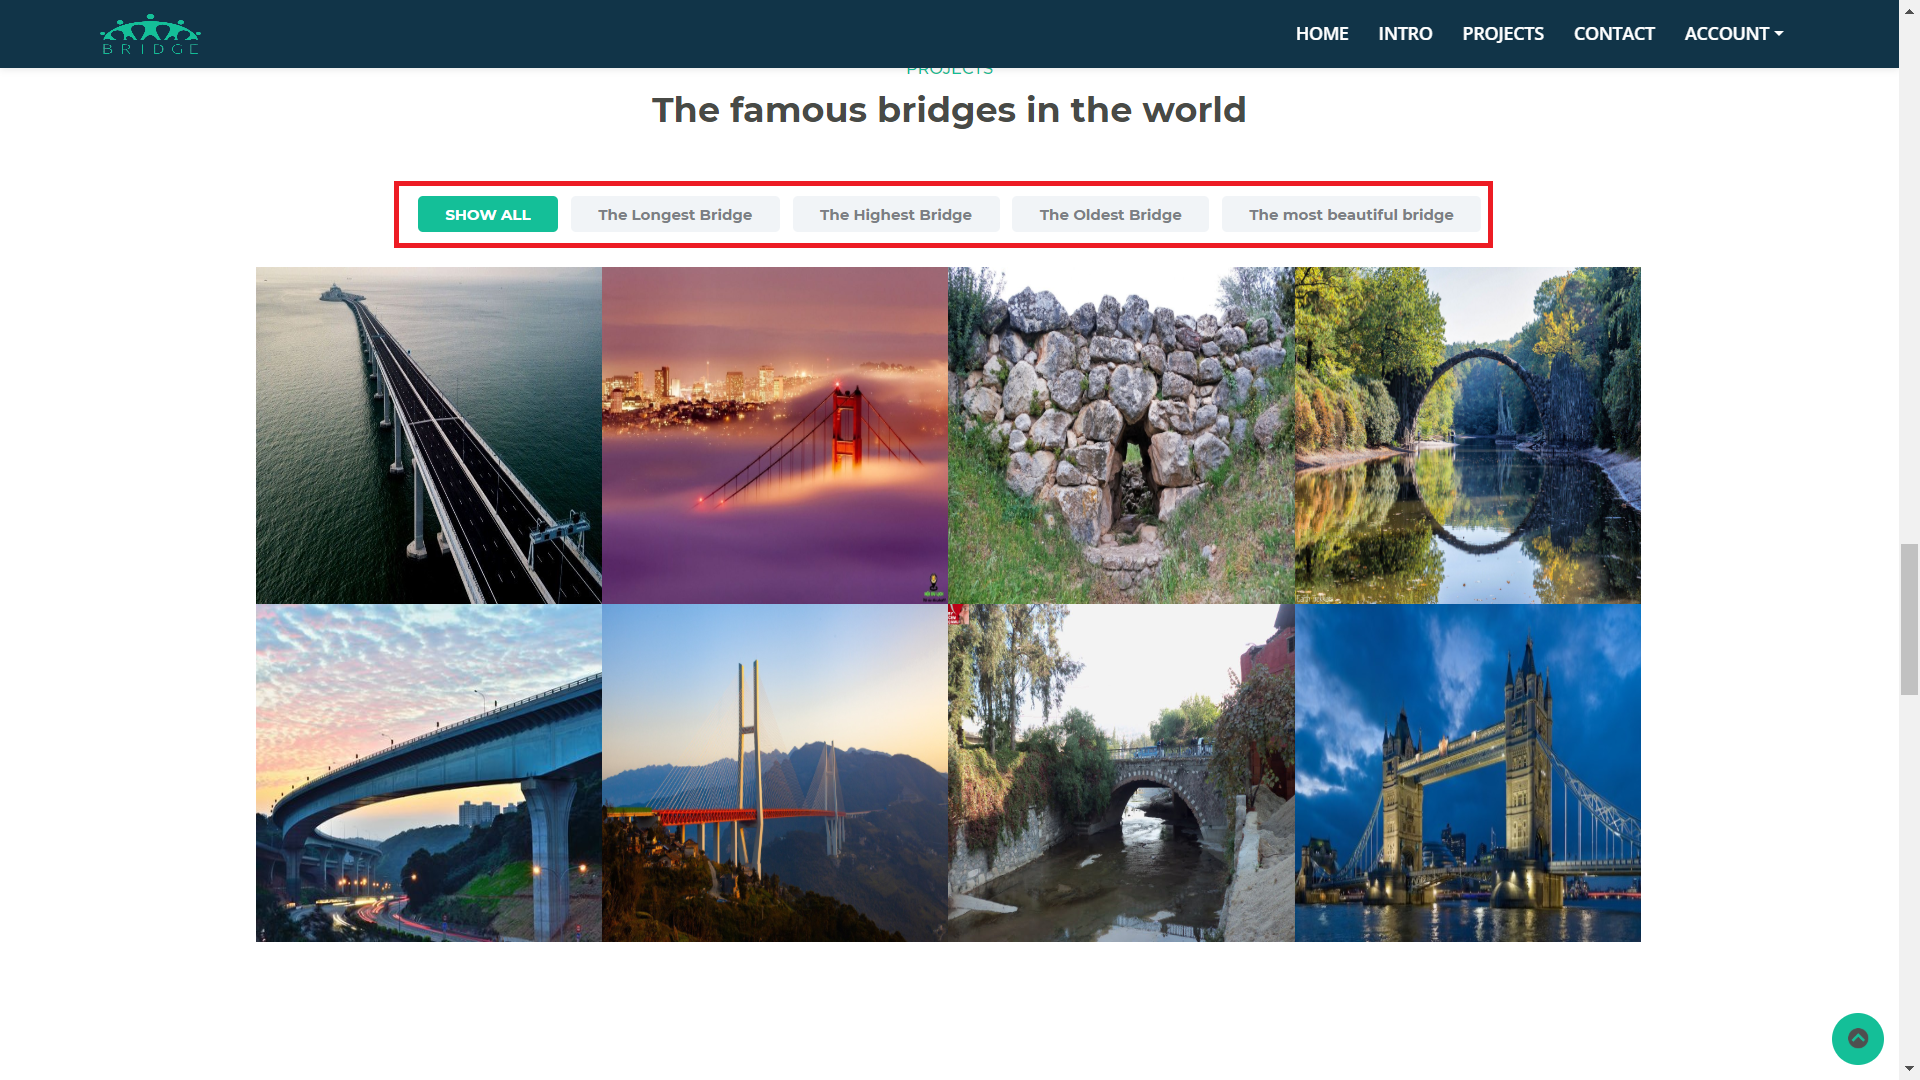 BRIDGE
HOME INTRO PROJECTS CONTACT ACCOUNT
PROJECTS
The famous bridges in the world
SHOW ALL The Longest Bridge The Highest Bridge The Oldest Bridge The most beautiful bridge